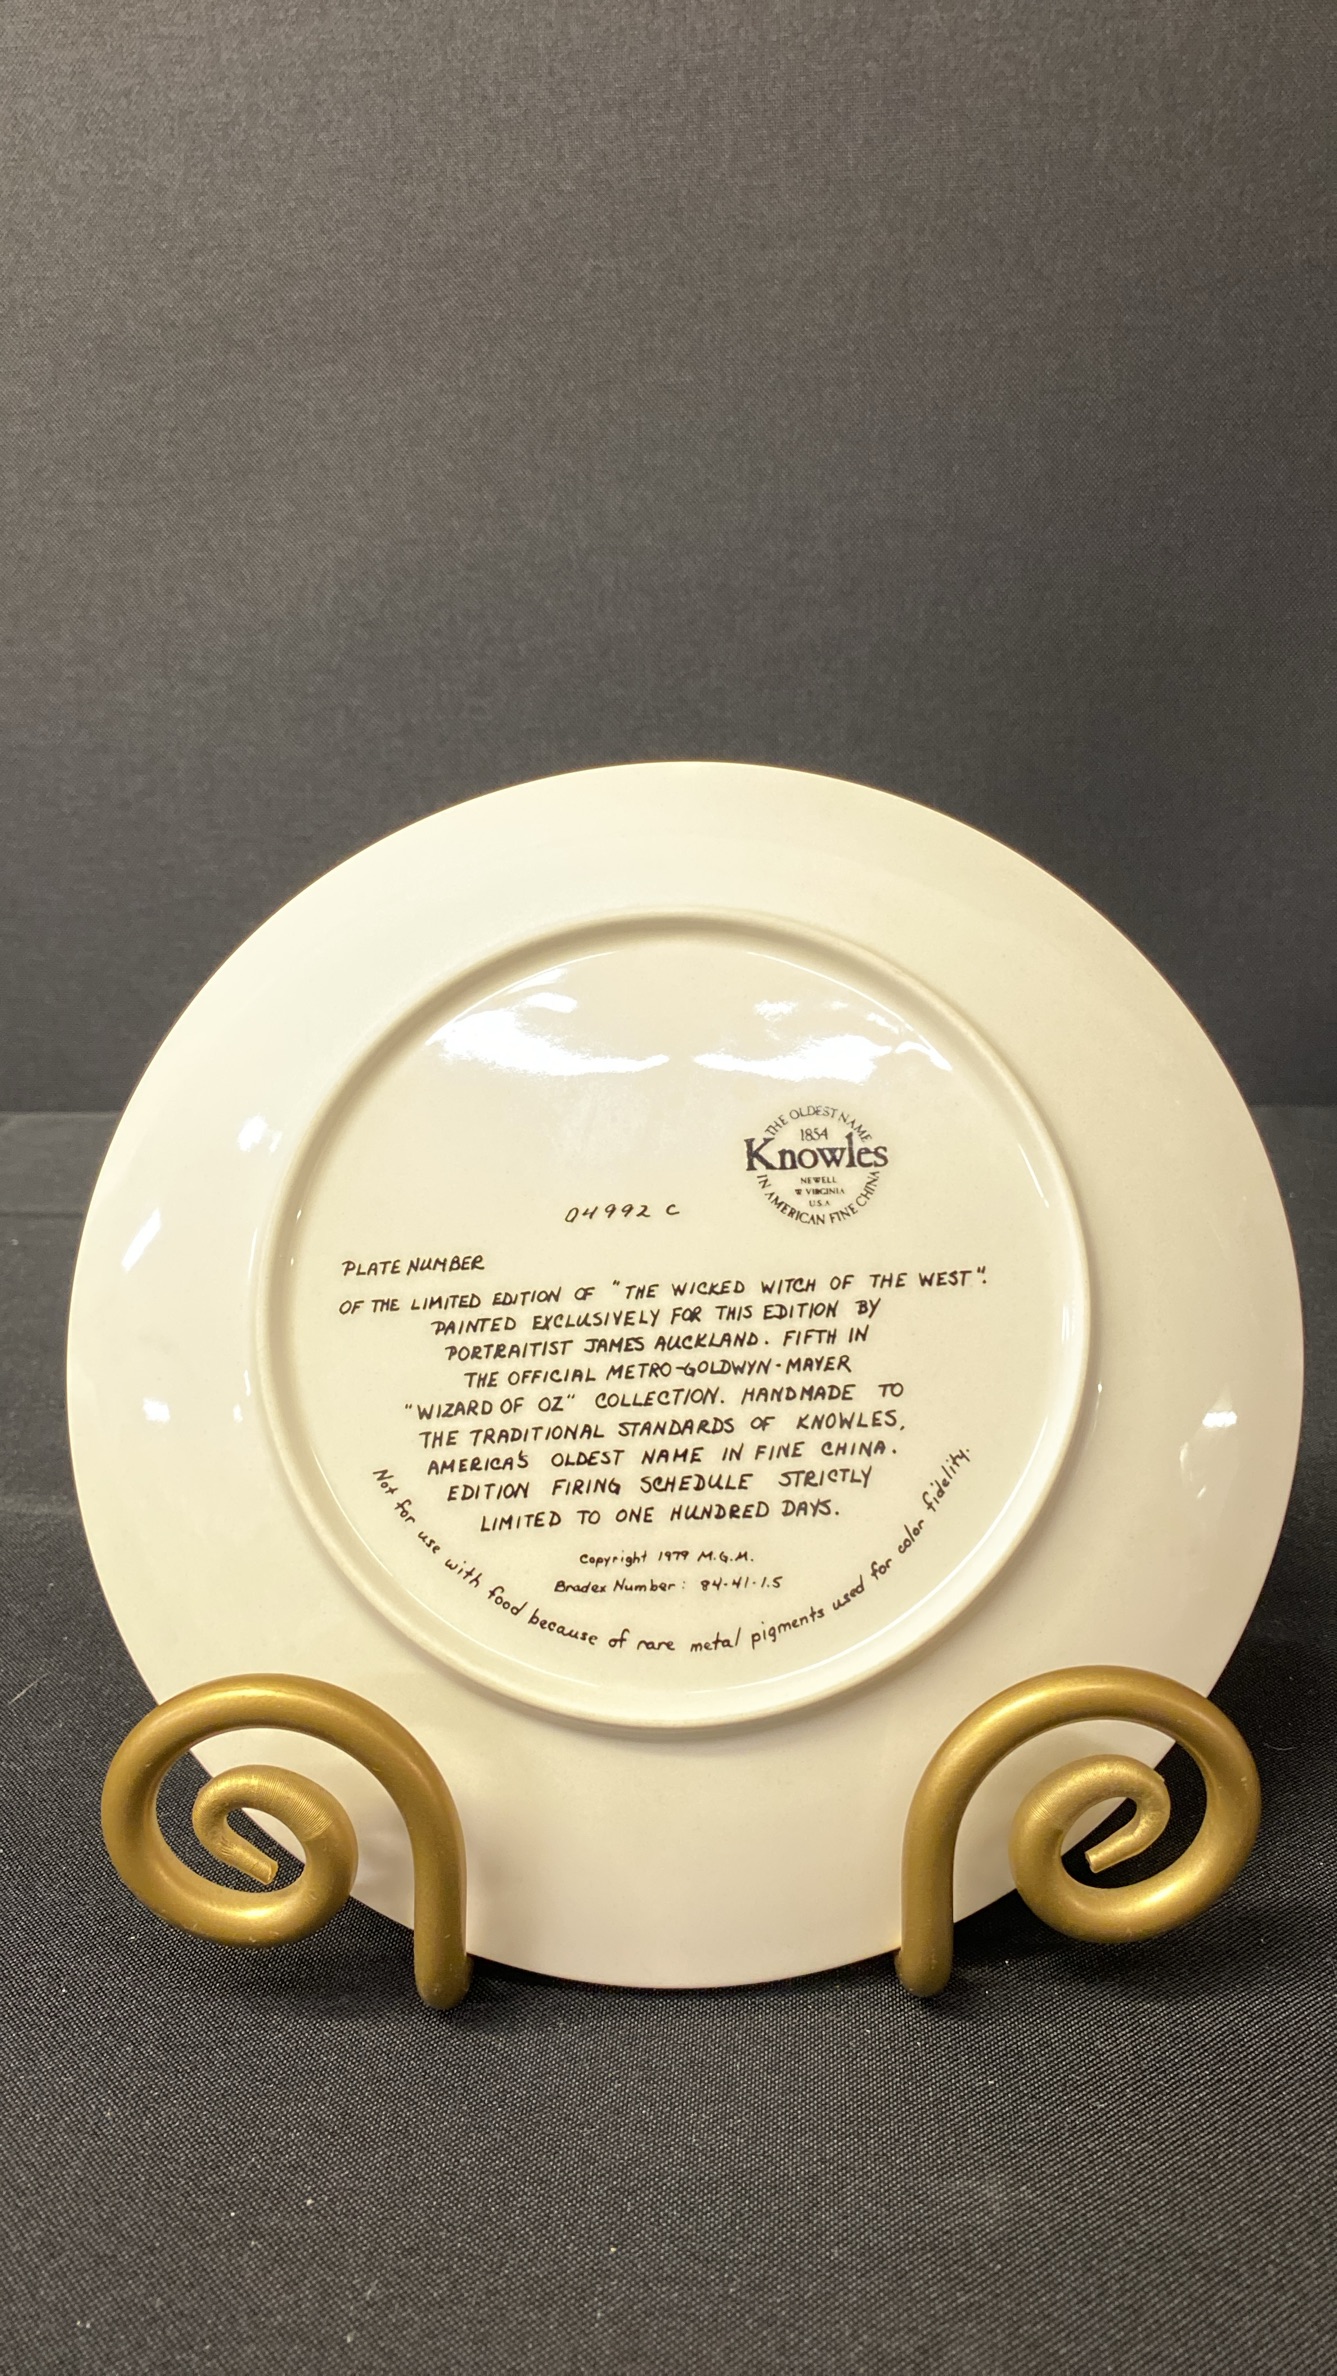 THE OLDEST NAME
1854
Knowles
NEWELL
W VIRGINIA
U.S.A
IN AMERICAN FINE CHINA
04992 C
PLATE NUMBER
OF THE LIMITED EDITION OF "THE WICKED WITCH OF THE WEST".
PAINTED EXCLUSIVELY FOR THIS EDITION BY
PORTRAITIST JAMES AUCKLAND. FIFTH IN
THE OFFICIAL METRO-GOLDWYN-MAYER
"WIZARD OF OZ" COLLECTION. HANDMADE TO
THE TRADITIONAL STANDARDS OF KNOWLES,
AMERICA'S OLDEST NAME IN FINE CHINA.
EDITION FIRING SCHEDULE STRICTLY
LIMITED TO ONE HUNDRED DAYS.
Copyright 1979 M.G.M.
Bradex Number: 84-41-1.5
Not for use with food because of rare metal pigments used for color fidelity.